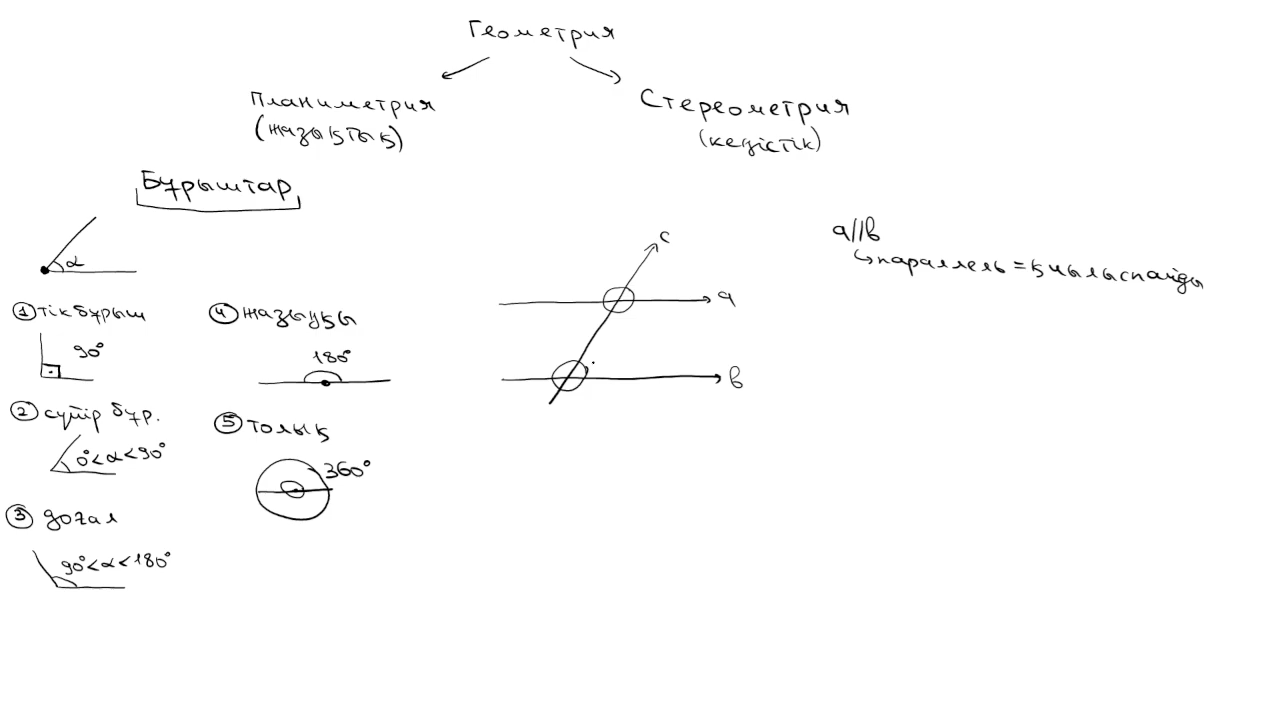 Геометрия
Планиметрия
(жазықтық)
Стереометрия
(кеңістік)
Бұрыштар
α
① тік бұрыш
90°
② сүйір бұр.
0°<α<90°
③ доғал
90°<α<180°
④ жазыңқы
180°
⑤ толық
360°
c
a
b
a//b
↳ параллель = қиылыспайды